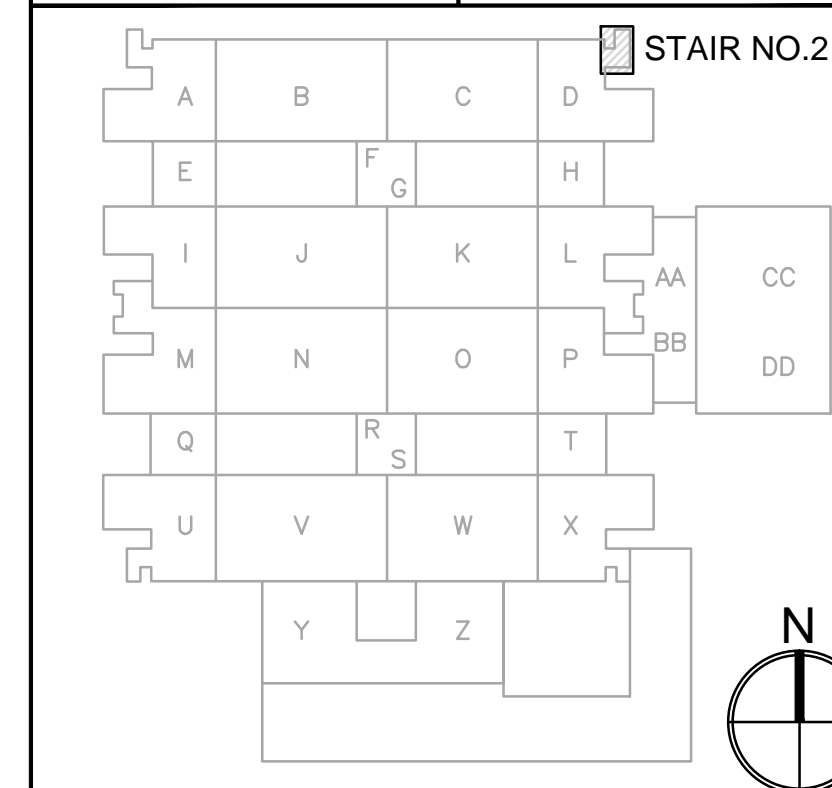 STAIR NO.2
A B C D
E F G H
I J K L
AA CC
M N O P
BB DD
Q R S T
U V W X
Y Z
N